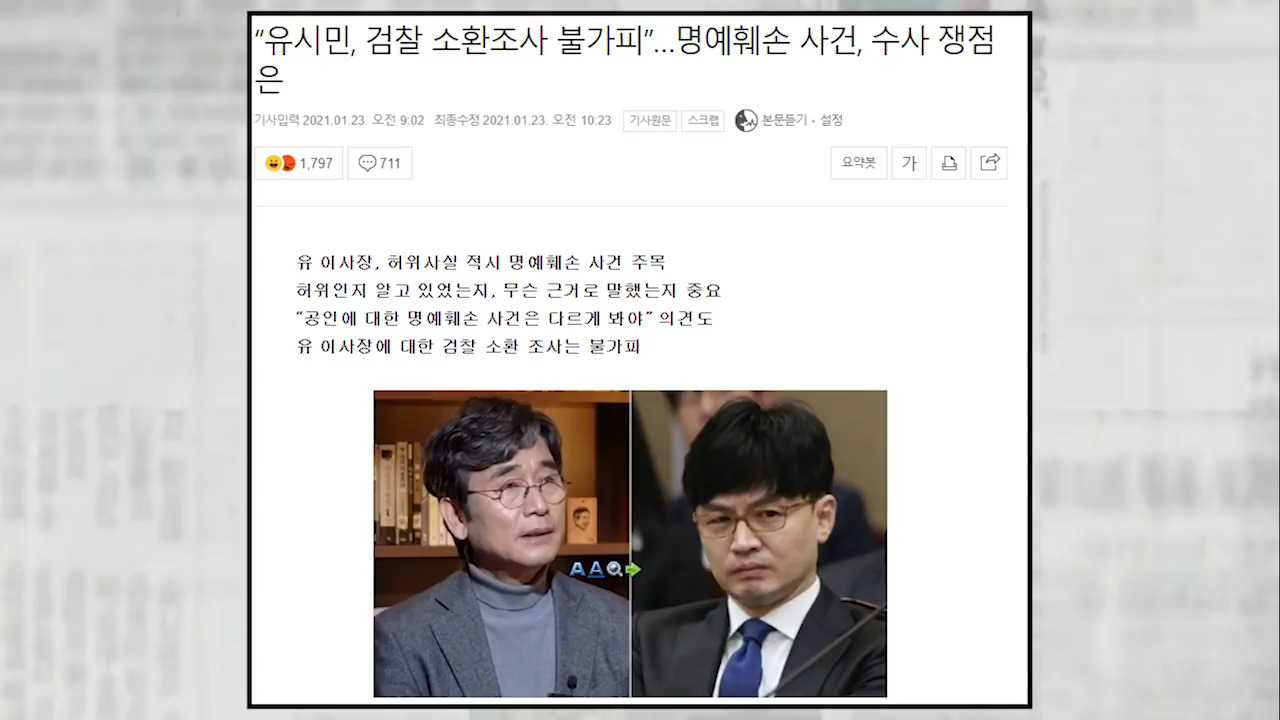 “유시민, 검찰 소환조사 불가피”...명예훼손 사건, 수사 쟁점
은
기사입력 2021.01.23. 오전 9:02 최종수정 2021.01.23. 오전 10:23 기사원문 스크랩 본문듣기 · 설정
1,797 711 요약봇 가
유 이사장, 허위사실 적시 명예훼손 사건 주목
허위인지 알고 있었는지, 무슨 근거로 말했는지 중요
“공인에 대한 명예훼손 사건은 다르게 봐야” 의견도
유 이사장에 대한 검찰 소환 조사는 불가피
A A